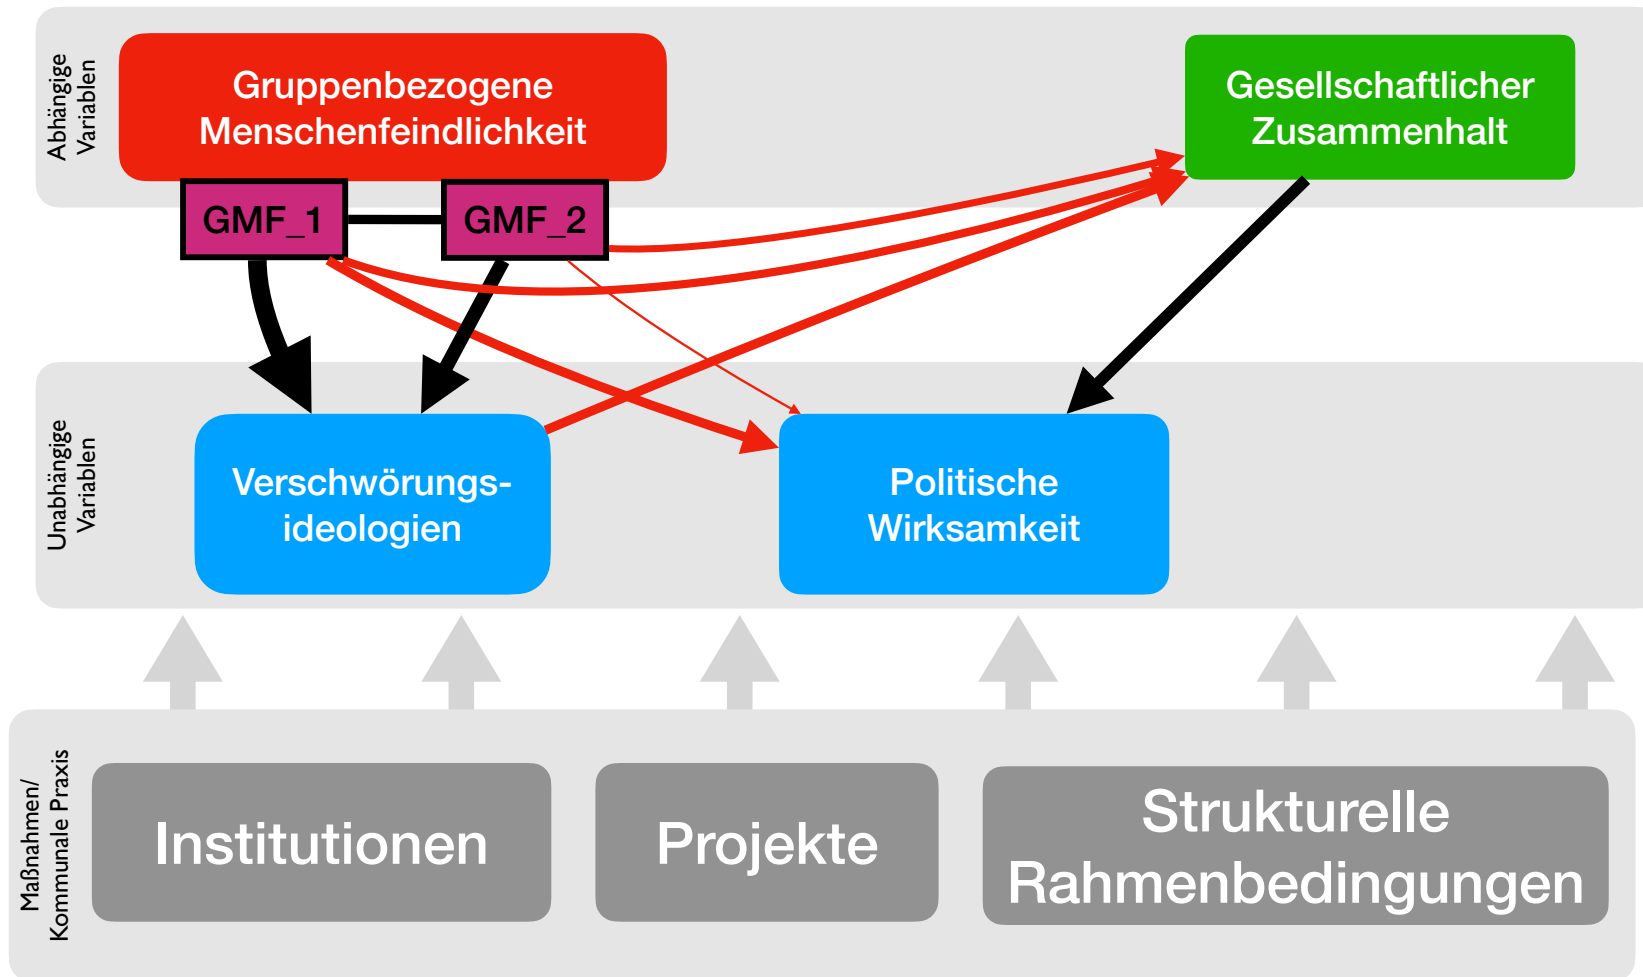 Abhängige
Variablen
Gruppenbezogene
Menschenfeindlichkeit
Gesellschaftlicher
Zusammenhalt
GMF_1
GMF_2
Unabhängige
Variablen
Verschwörungs-
ideologien
Politische
Wirksamkeit
Maßnahmen/
Kommunale Praxis
Institutionen
Projekte
Strukturelle
Rahmenbedingungen